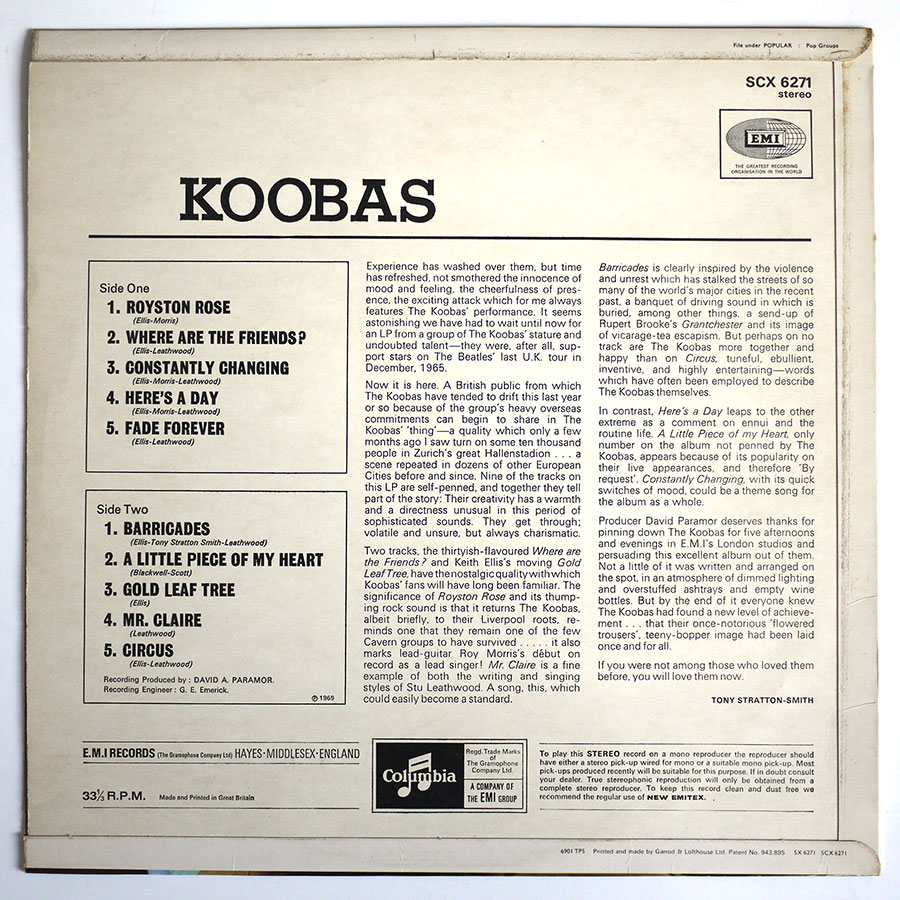 File under POPULAR : Pop Groups
SCX 6271
stereo
EMI
THE GREATEST RECORDING
ORGANISATION IN THE WORLD
KOOBAS
Side One
1. ROYSTON ROSE
(Ellis-Morris)
2. WHERE ARE THE FRIENDS?
(Ellis-Leathwood)
3. CONSTANTLY CHANGING
(Ellis-Morris-Leathwood)
4. HERE'S A DAY
(Ellis-Morris-Leathwood)
5. FADE FOREVER
(Ellis-Leathwood)
Side Two
1. BARRICADES
(Ellis-Tony Stratton Smith-Leathwood)
2. A LITTLE PIECE OF MY HEART
(Blackwell-Scott)
3. GOLD LEAF TREE
(Ellis)
4. MR. CLAIRE
(Leathwood)
5. CIRCUS
(Ellis-Leathwood)
Recording Produced by : DAVID A. PARAMOR.
Recording Engineer : G. E. Emerick.
℗ 1969
Experience has washed over them, but time
has refreshed, not smothered the innocence of
mood and feeling, the cheerfulness of pres-
ence, the exciting attack which for me always
features The Koobas' performance. It seems
astonishing we have had to wait until now for
an LP from a group of The Koobas' stature and
undoubted talent—they were, after all, sup-
port stars on The Beatles' last U.K. tour in
December, 1965.
Now it is here. A British public from which
The Koobas have tended to drift this last year
or so because of the group's heavy overseas
commitments can begin to share in The
Koobas' 'thing'—a quality which only a few
months ago I saw turn on some ten thousand
people in Zurich's great Hallenstadion . . . a
scene repeated in dozens of other European
Cities before and since. Nine of the tracks on
this LP are self-penned, and together they tell
part of the story: Their creativity has a warmth
and a directness unusual in this period of
sophisticated sounds. They get through;
volatile and unsure, but always charismatic.
Two tracks, the thirtyish-flavoured Where are
the Friends? and Keith Ellis's moving Gold
Leaf Tree, have the nostalgic quality with which
Koobas' fans will have long been familiar. The
significance of Royston Rose and its thump-
ing rock sound is that it returns The Koobas,
albeit briefly, to their Liverpool roots, re-
minds one that they remain one of the few
Cavern groups to have survived . . . . . it also
marks lead-guitar Roy Morris's début on
record as a lead singer! Mr. Claire is a fine
example of both the writing and singing
styles of Stu Leathwood. A song, this, which
could easily become a standard.
Barricades is clearly inspired by the violence
and unrest which has stalked the streets of so
many of the world's major cities in the recent
past, a banquet of driving sound in which is
buried, among other things, a send-up of
Rupert Brooke's Grantchester and its image
of vicarage-tea escapism. But perhaps on no
track are The Koobas more together and
happy than on Circus, tuneful, ebullient,
inventive, and highly entertaining—words
which have often been employed to describe
The Koobas themselves.
In contrast, Here's a Day leaps to the other
extreme as a comment on ennui and the
routine life. A Little Piece of my Heart, only
number on the album not penned by The
Koobas, appears because of its popularity on
their live appearances, and therefore 'By
request'. Constantly Changing, with its quick
switches of mood, could be a theme song for
the album as a whole.
Producer David Paramor deserves thanks for
pinning down The Koobas for five afternoons
and evenings in E.M.I's London studios and
persuading this excellent album out of them.
Not a little of it was written and arranged on
the spot, in an atmosphere of dimmed lighting
and overstuffed ashtrays and empty wine
bottles. But by the end of it everyone knew
The Koobas had found a new level of achieve-
ment . . . that their once-notorious 'flowered
trousers', teeny-bopper image had been laid
once and for all.
If you were not among those who loved them
before, you will love them now.
TONY STRATTON-SMITH
E.M.I RECORDS (The Gramophone Company Ltd) HAYES·MIDDLESEX·ENGLAND
33⅓ R.P.M. Made and Printed in Great Britain
Columbia
Regd. Trade Marks
of The
Gramophone
Company Ltd.
A COMPANY OF
THE EMI GROUP
To play this STEREO record on a mono reproducer the reproducer should
have either a stereo pick-up wired for mono or a suitable mono pick-up. Most
pick-ups produced recently will be suitable for this purpose. If in doubt consult
your dealer. True stereophonic reproduction will only be obtained from a
complete stereo reproducer. To keep this record clean and dust free we
recommend the regular use of NEW EMITEX.
6901 TPS Printed and made by Garrod & Lofthouse Ltd. Patent No. 943,895 SX 6271 SCX 6271